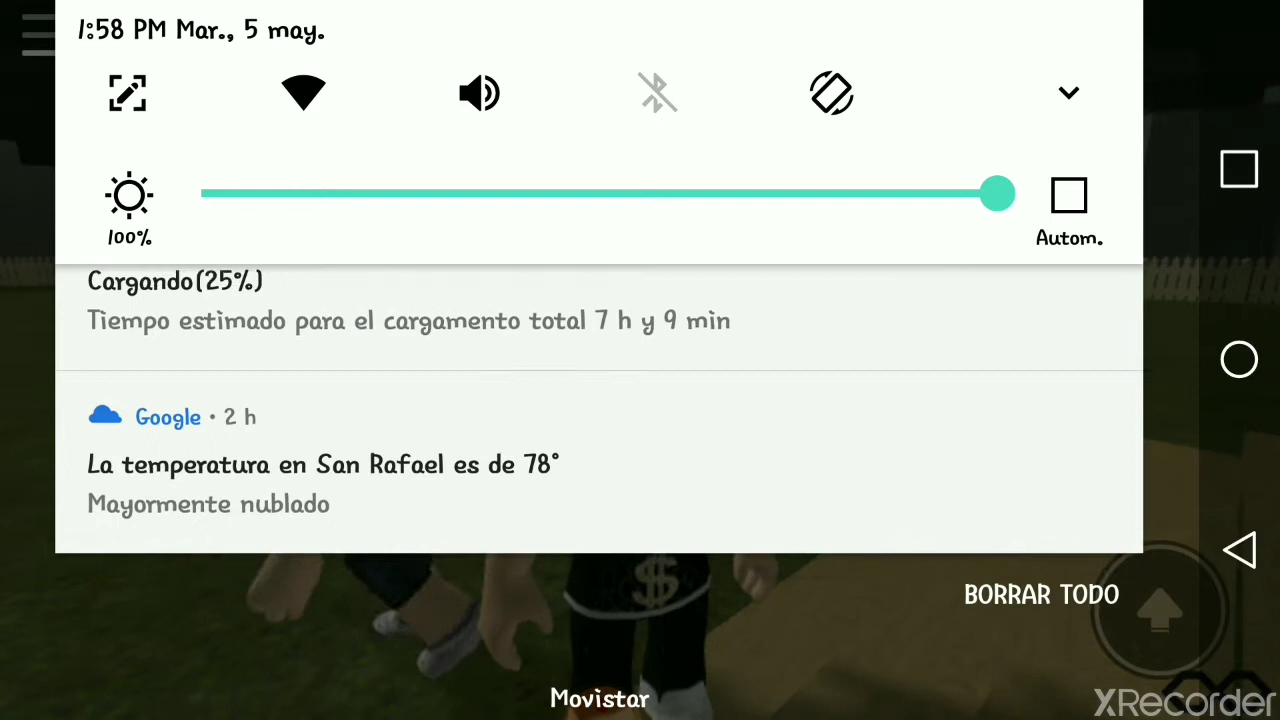 1:58 PM Mar., 5 may.
100%
Autom.
Cargando(25%)
Tiempo estimado para el cargamento total 7 h y 9 min
Google • 2 h
La temperatura en San Rafael es de 78°
Mayormente nublado
$
BORRAR TODO
Movistar
XRecorder